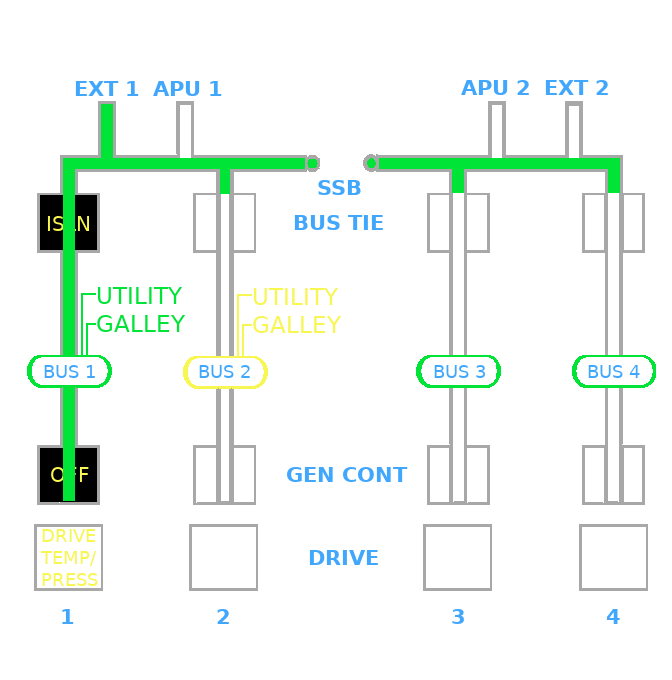 EXT 1 APU 1 APU 2 EXT 2
SSB
ISLN BUS TIE
UTILITY UTILITY
GALLEY GALLEY
BUS 1 BUS 2 BUS 3 BUS 4
OFF GEN CONT
DRIVE
TEMP/ DRIVE
PRESS
1 2 3 4